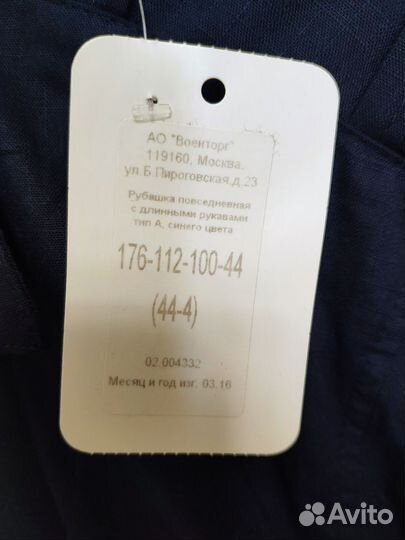 АО "Военторг"
119160, Москва,
ул.Б.Пироговская,д,23
Рубашка повседневная
с длинными рукавами
тип А, синего цвета
176-112-100-44
(44-4)
02.004332
Месяц и год изг. 03.16
Avito